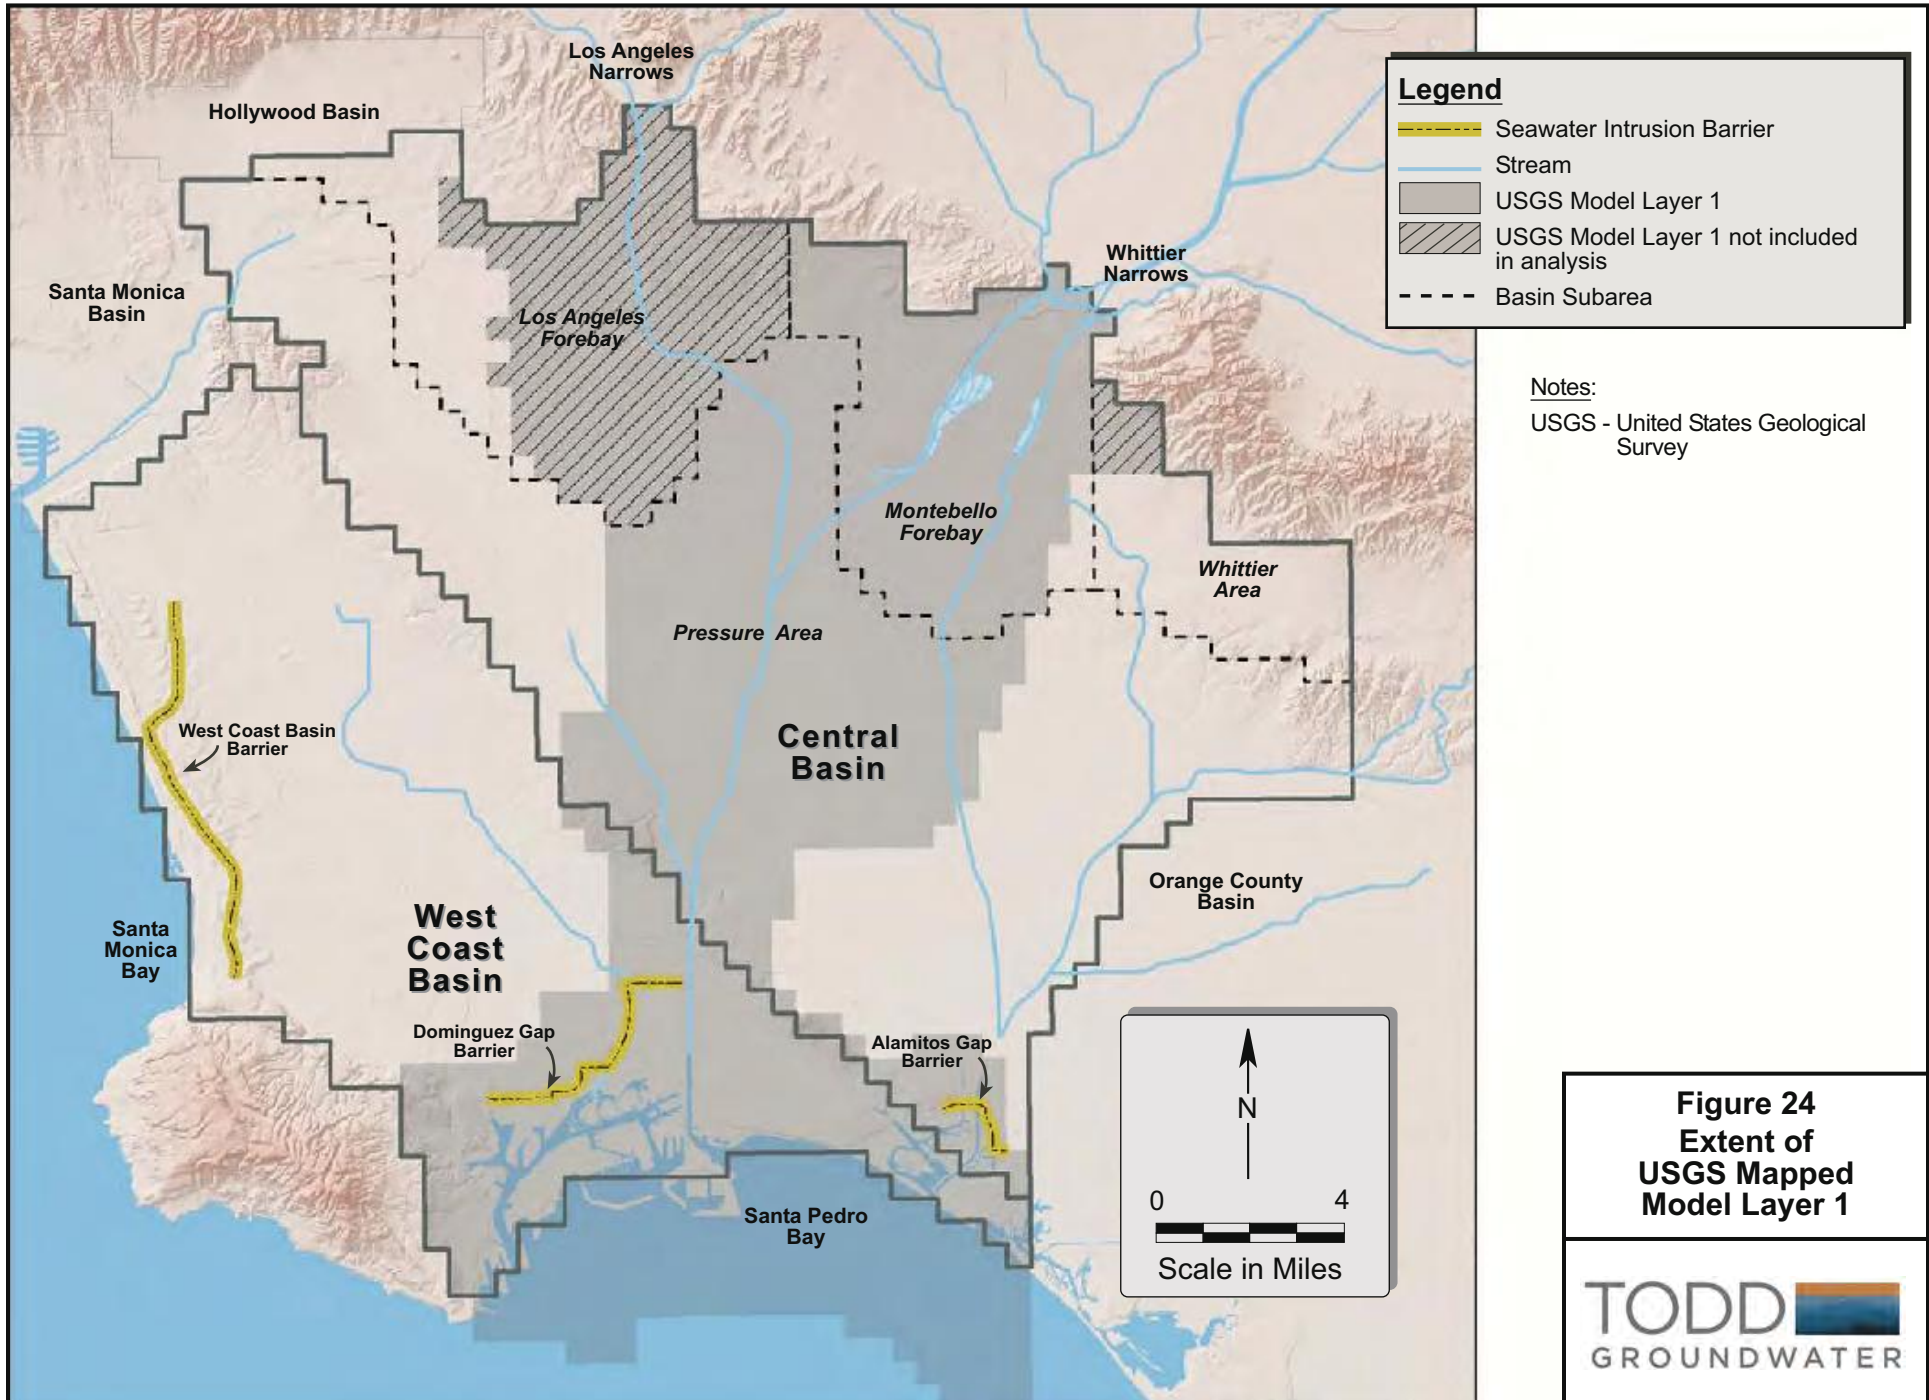 Los Angeles
Narrows
Hollywood Basin
Legend
Seawater Intrusion Barrier
Stream
USGS Model Layer 1
USGS Model Layer 1 not included
in analysis
Basin Subarea
Whittier
Narrows
Santa Monica
Basin
Los Angeles
Forebay
Notes:
USGS - United States Geological
Survey
Montebello
Forebay
Whittier
Area
Pressure Area
West Coast Basin
Barrier
Central
Basin
Orange County
Basin
West
Coast
Basin
Santa
Monica
Bay
Dominguez Gap
Barrier
Alamitos Gap
Barrier
N
0 4
Scale in Miles
Santa Pedro
Bay
Figure 24
Extent of
USGS Mapped
Model Layer 1
TODD
GROUNDWATER